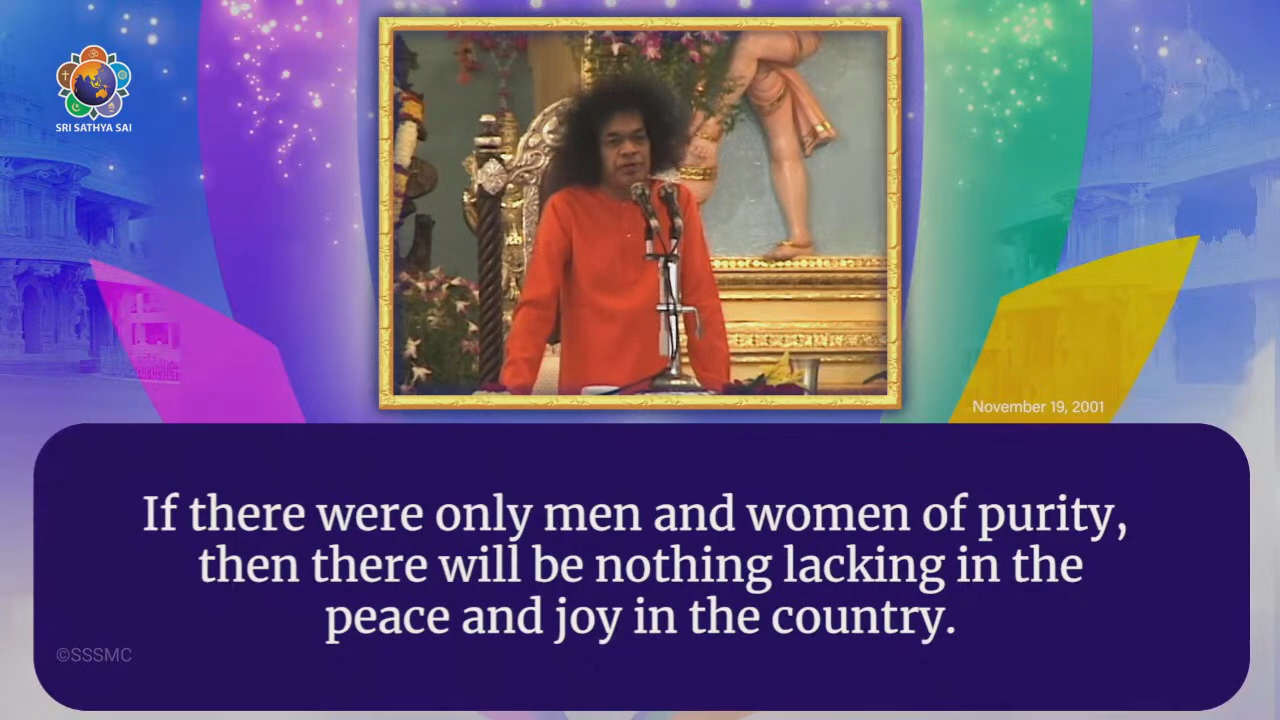 SRI SATHYA SAI
November 19, 2001
If there were only men and women of purity,
then there will be nothing lacking in the
peace and joy in the country.
©SSSMC